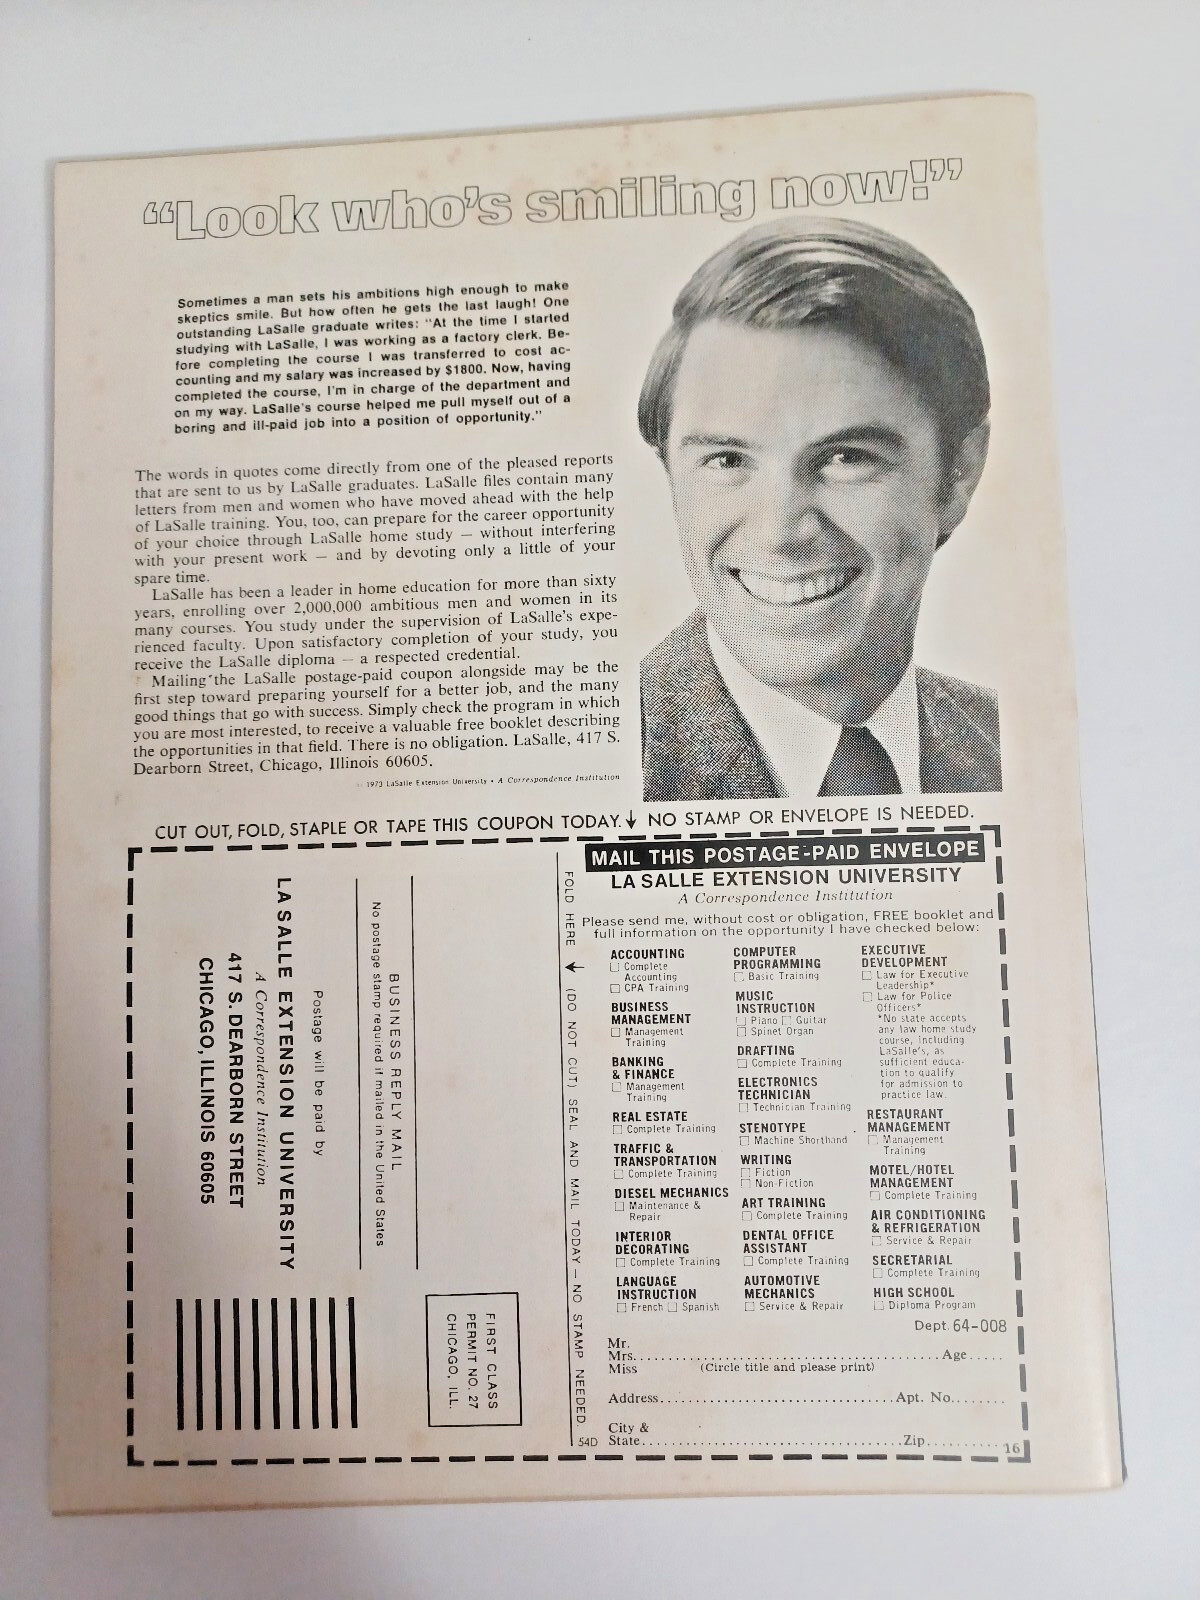 “Look who’s smiling now!”
Sometimes a man sets his ambitions high enough to make
skeptics smile. But how often he gets the last laugh! One
outstanding LaSalle graduate writes: "At the time I started
studying with LaSalle, I was working as a factory clerk. Be-
fore completing the course I was transferred to cost ac-
counting and my salary was increased by $1800. Now, having
completed the course, I'm in charge of the department and
on my way. LaSalle's course helped me pull myself out of a
boring and ill-paid job into a position of opportunity."
The words in quotes come directly from one of the pleased reports
that are sent to us by LaSalle graduates. LaSalle files contain many
letters from men and women who have moved ahead with the help
of LaSalle training. You, too, can prepare for the career opportunity
of your choice through LaSalle home study — without interfering
with your present work — and by devoting only a little of your
spare time.
LaSalle has been a leader in home education for more than sixty
years, enrolling over 2,000,000 ambitious men and women in its
many courses. You study under the supervision of LaSalle's expe-
rienced faculty. Upon satisfactory completion of your study, you
receive the LaSalle diploma — a respected credential.
Mailing the LaSalle postage-paid coupon alongside may be the
first step toward preparing yourself for a better job, and the many
good things that go with success. Simply check the program in which
you are most interested, to receive a valuable free booklet describing
the opportunities in that field. There is no obligation. LaSalle, 417 S.
Dearborn Street, Chicago, Illinois 60605.
© 1973 LaSalle Extension University • A Correspondence Institution
CUT OUT, FOLD, STAPLE OR TAPE THIS COUPON TODAY. ↓ NO STAMP OR ENVELOPE IS NEEDED.
FIRST CLASS
PERMIT NO. 27
CHICAGO, ILL.
BUSINESS REPLY MAIL
No postage stamp required if mailed in the United States
Postage will be paid by
LA SALLE EXTENSION UNIVERSITY
A Correspondence Institution
417 S. DEARBORN STREET
CHICAGO, ILLINOIS 60605
FOLD HERE (DO NOT CUT) SEAL AND MAIL TODAY — NO STAMP NEEDED.
MAIL THIS POSTAGE-PAID ENVELOPE
LA SALLE EXTENSION UNIVERSITY
A Correspondence Institution
Please send me, without cost or obligation, FREE booklet and
full information on the opportunity I have checked below:
ACCOUNTING
☐ Complete
Accounting
☐ CPA Training
BUSINESS
MANAGEMENT
☐ Management
Training
BANKING
& FINANCE
☐ Management
Training
REAL ESTATE
☐ Complete Training
TRAFFIC &
TRANSPORTATION
☐ Complete Training
DIESEL MECHANICS
☐ Maintenance &
Repair
INTERIOR
DECORATING
☐ Complete Training
LANGUAGE
INSTRUCTION
☐ French ☐ Spanish
COMPUTER
PROGRAMMING
☐ Basic Training
MUSIC
INSTRUCTION
☐ Piano ☐ Guitar
☐ Spinet Organ
DRAFTING
☐ Complete Training
ELECTRONICS
TECHNICIAN
☐ Technician Training
STENOTYPE
☐ Machine Shorthand
WRITING
☐ Fiction
☐ Non-Fiction
ART TRAINING
☐ Complete Training
DENTAL OFFICE
ASSISTANT
☐ Complete Training
AUTOMOTIVE
MECHANICS
☐ Service & Repair
EXECUTIVE
DEVELOPMENT
☐ Law for Executive
Leadership*
☐ Law for Police
Officers*
*No state accepts
any law home study
course, including
LaSalle's, as
sufficient educa-
tion to qualify
for admission to
practice law.
RESTAURANT
MANAGEMENT
☐ Management
Training
MOTEL/HOTEL
MANAGEMENT
☐ Complete Training
AIR CONDITIONING
& REFRIGERATION
☐ Service & Repair
SECRETARIAL
☐ Complete Training
HIGH SCHOOL
☐ Diploma Program
Dept. 64-008
Mr.
Mrs. Age
Miss (Circle title and please print)
Address Apt. No.
City &
State Zip
54D
16